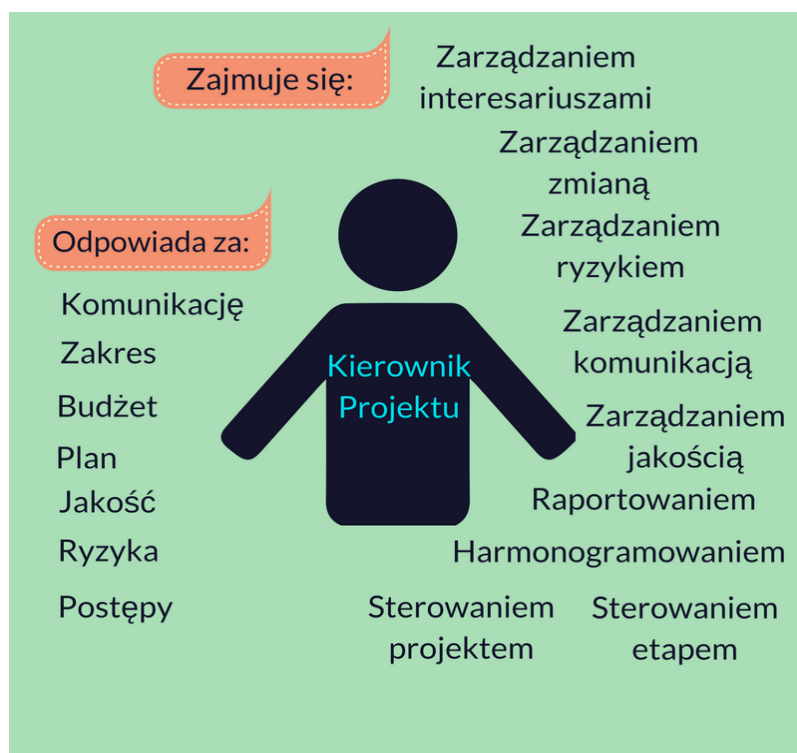 Zajmuje się:
Zarządzaniem
interesariuszami
Zarządzaniem
zmianą
Zarządzaniem
ryzykiem
Zarządzaniem
komunikacją
Zarządzaniem
jakością
Raportowaniem
Harmonogramowaniem
Sterowaniem
projektem
Sterowaniem
etapem
Odpowiada za:
Komunikację
Zakres
Budżet
Plan
Jakość
Ryzyka
Postępy
Kierownik
Projektu